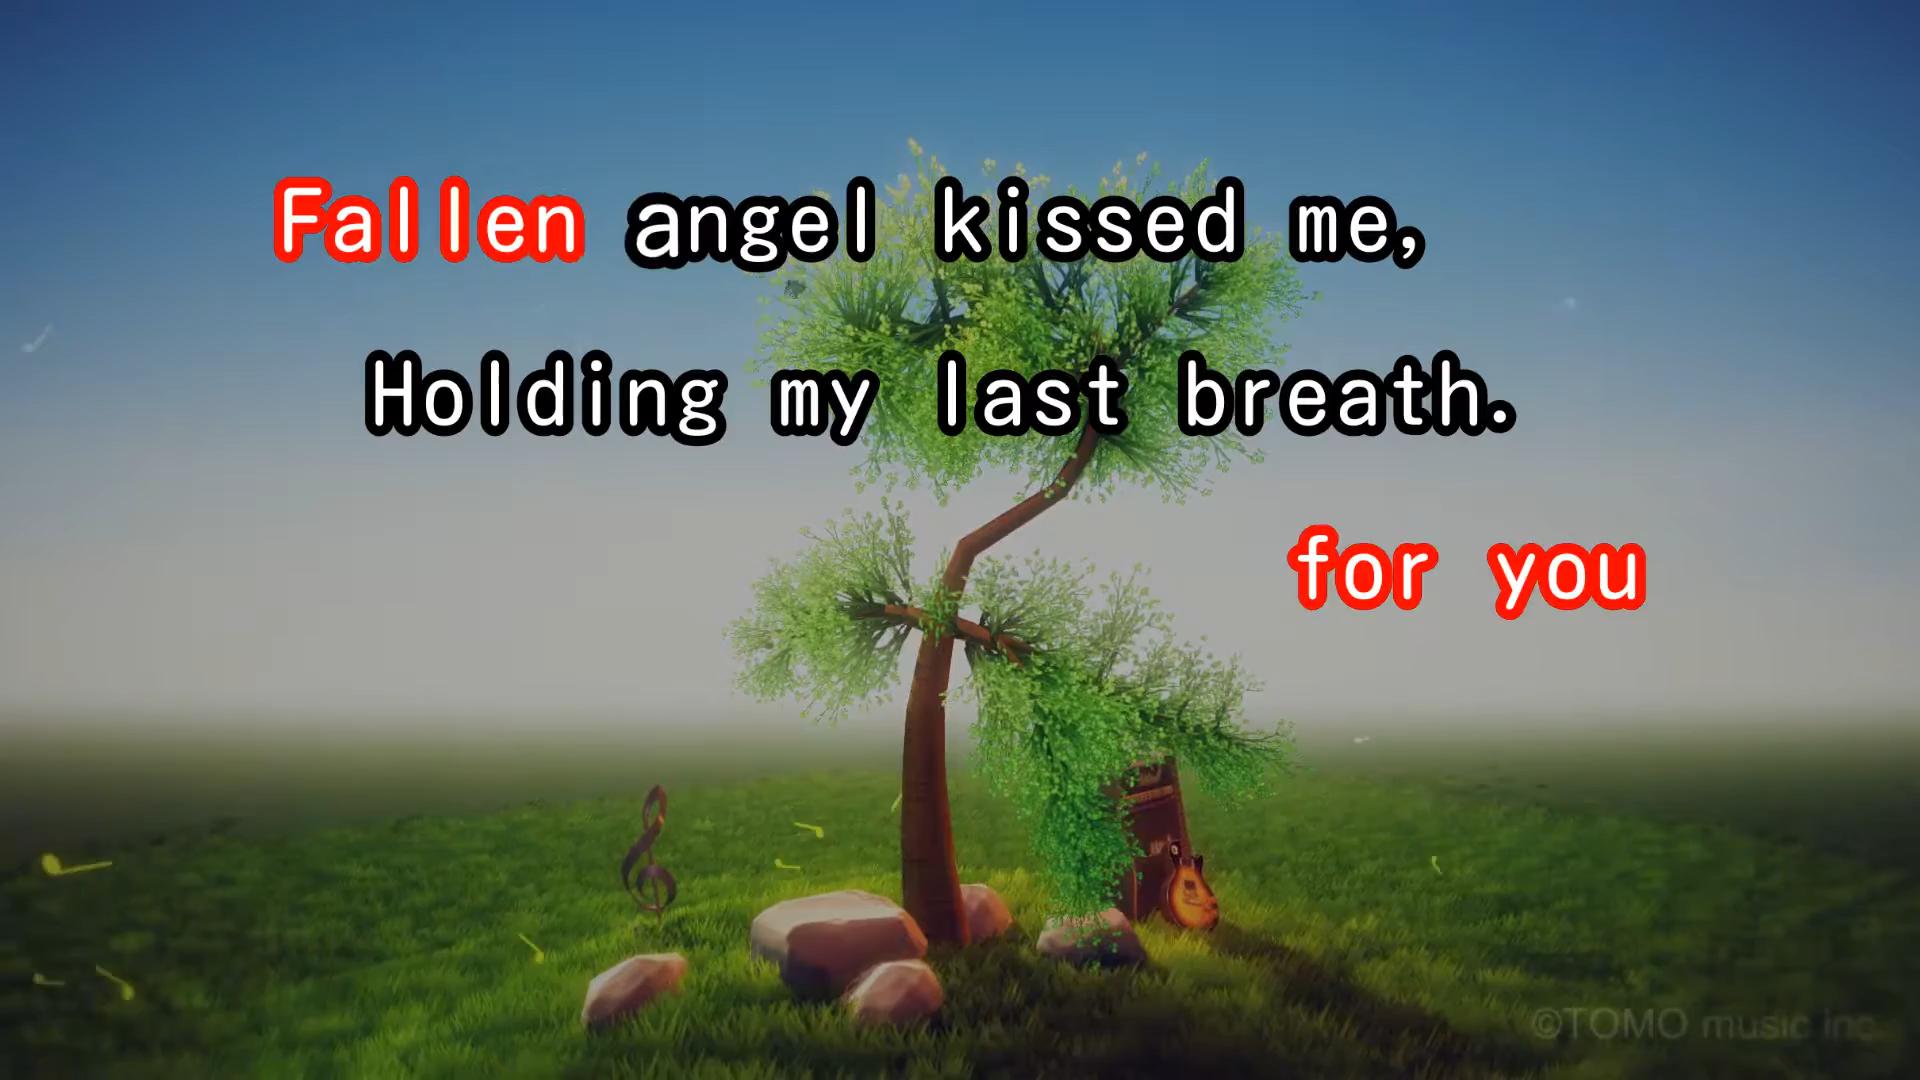 Fallen angel kissed me,
Holding my last breath.
for you
©TOMO music inc